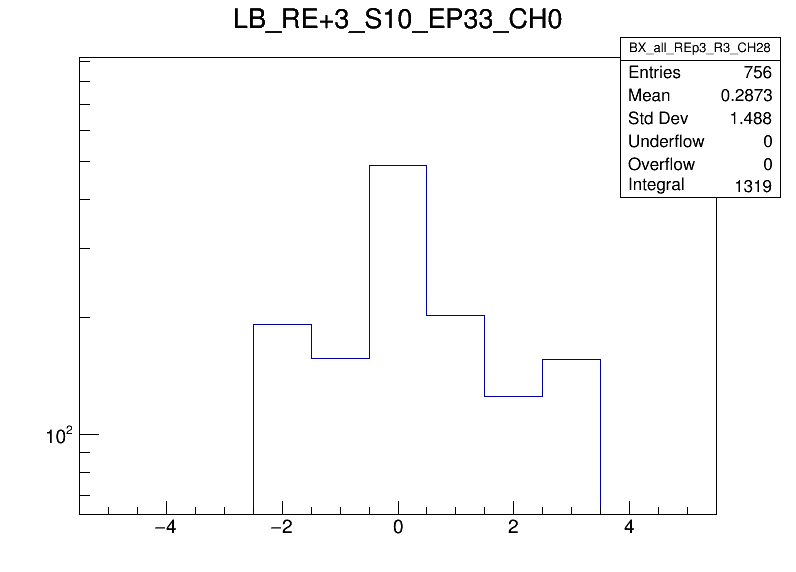 LB_RE+3_S10_EP33_CH0
BX_all_REp3_R3_CH28
Entries 756
Mean 0.2873
Std Dev 1.488
Underflow 0
Overflow 0
Integral 1319
10²
−4 −2 0 2 4